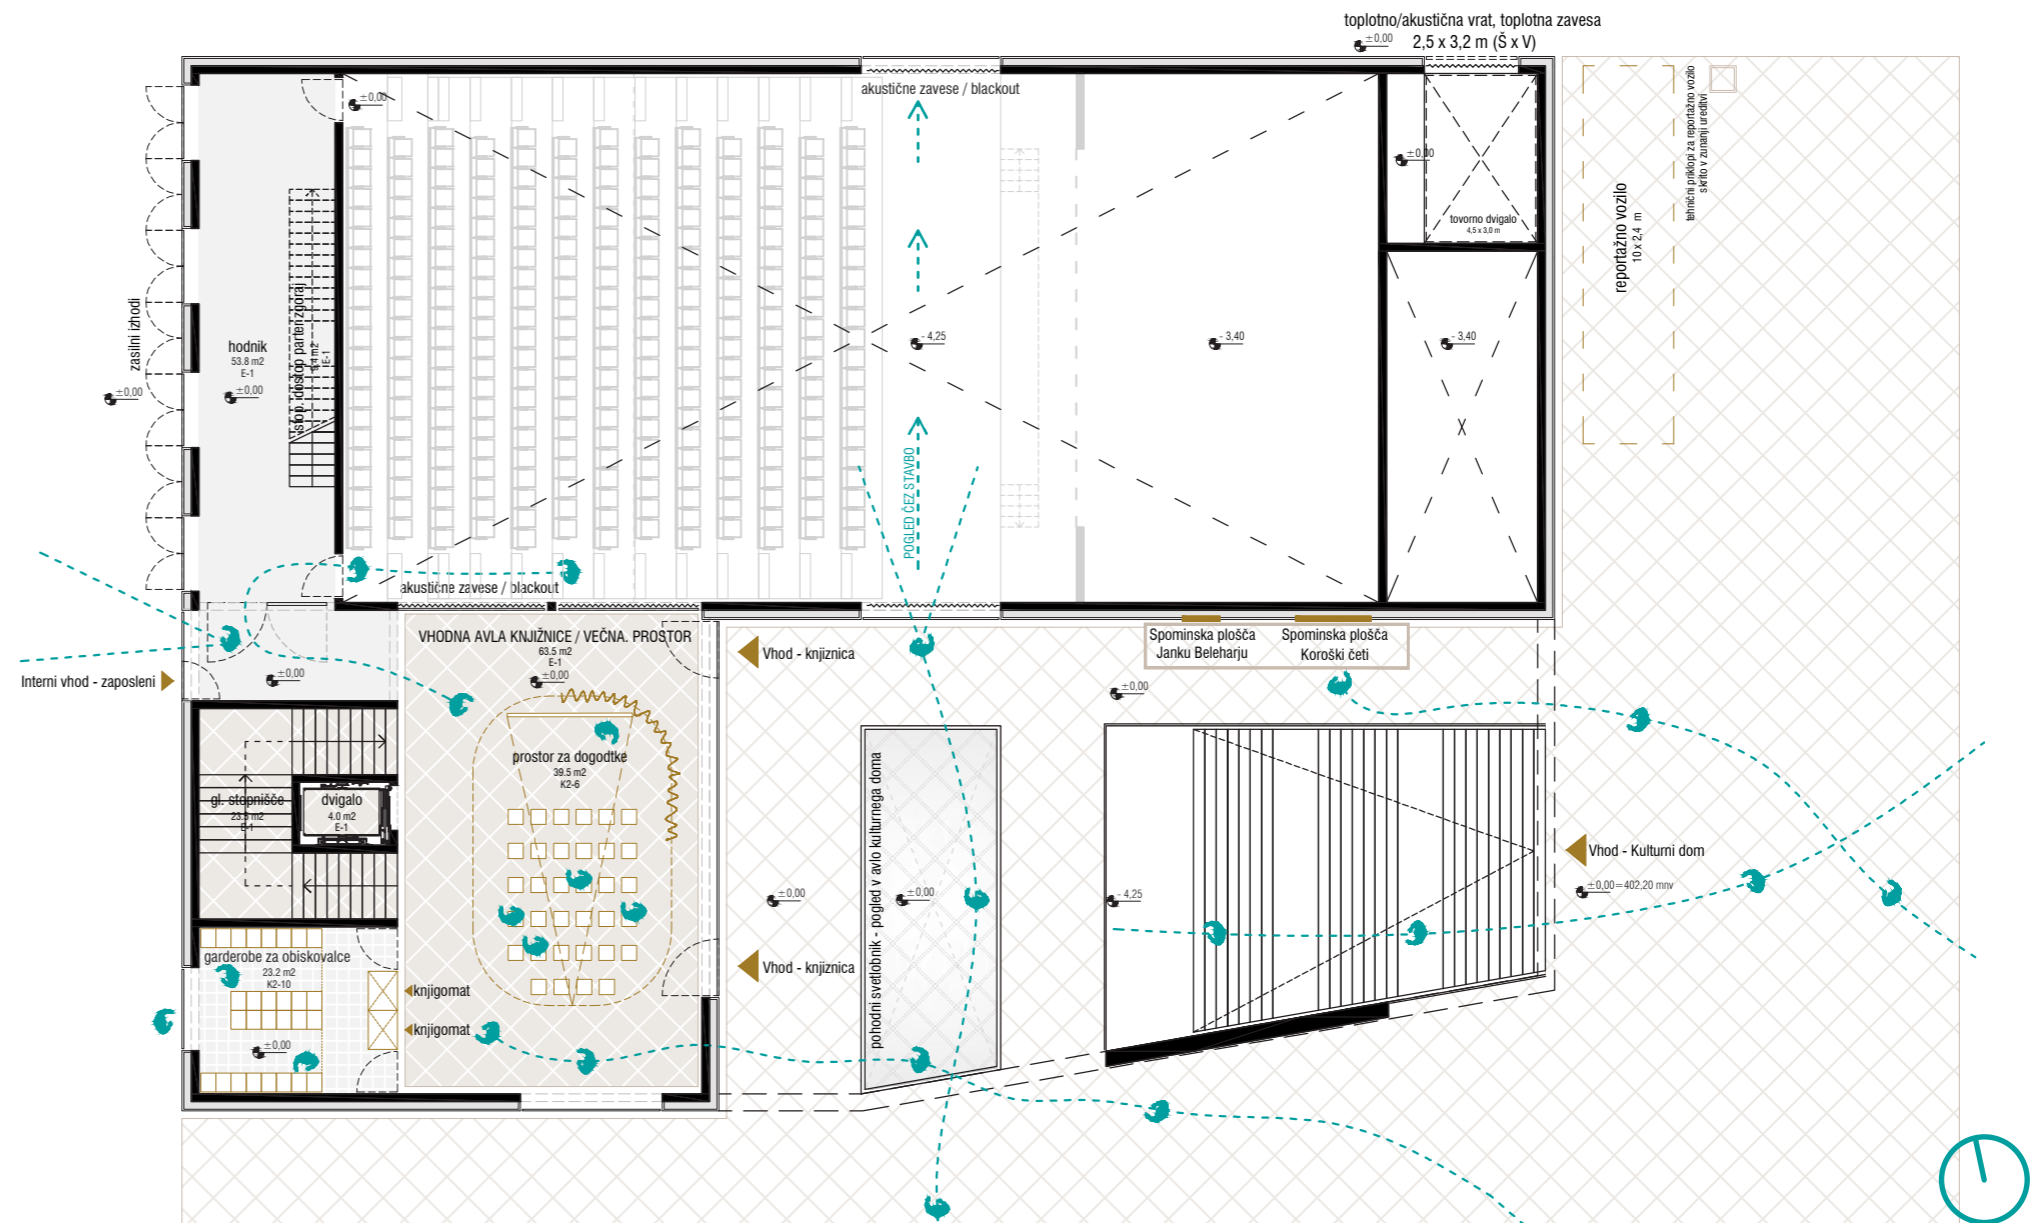 toplotno/akustična vrat, toplotna zavesa
2,5 x 3,2 m (Š x V)
±0,00
akustične zavese / blackout
±0,00
±0,00
tovorno dvigalo
4,5 x 3,0 m
reportažno vozilo
10 x 2,4 m
tehnični priklopi za reportažno vozilo
skrito v zunanji ureditvi
zasilni izhodi
±0,00
hodnik
53.8 m2
E-1
±0,00
stop. idostop parter zgoraj
E-1
- 4,25
- 3,40
- 3,40
POGLED ČEZ STAVBO
akustične zavese / blackout
VHODNA AVLA KNJIŽNICE / VEČNA. PROSTOR
63.5 m2
E-1
±0,00
Vhod - knjiznica
Spominska plošča
Janku Beleharju
Spominska plošča
Koroški četi
Interni vhod - zaposleni
±0,00
±0,00
prostor za dogodtke
39.5 m2
K2-6
gl. stopnišče
E-1
dvigalo
4.0 m2
E-1
pohodni svetlobnik - pogled v avlo kulturnega doma
±0,00
±0,00
- 4,25
Vhod - Kulturni dom
±0,00=402,20 mnv
Vhod - knjiznica
garderobe za obiskovalce
23.2 m2
K2-10
knjigomat
knjigomat
±0,00